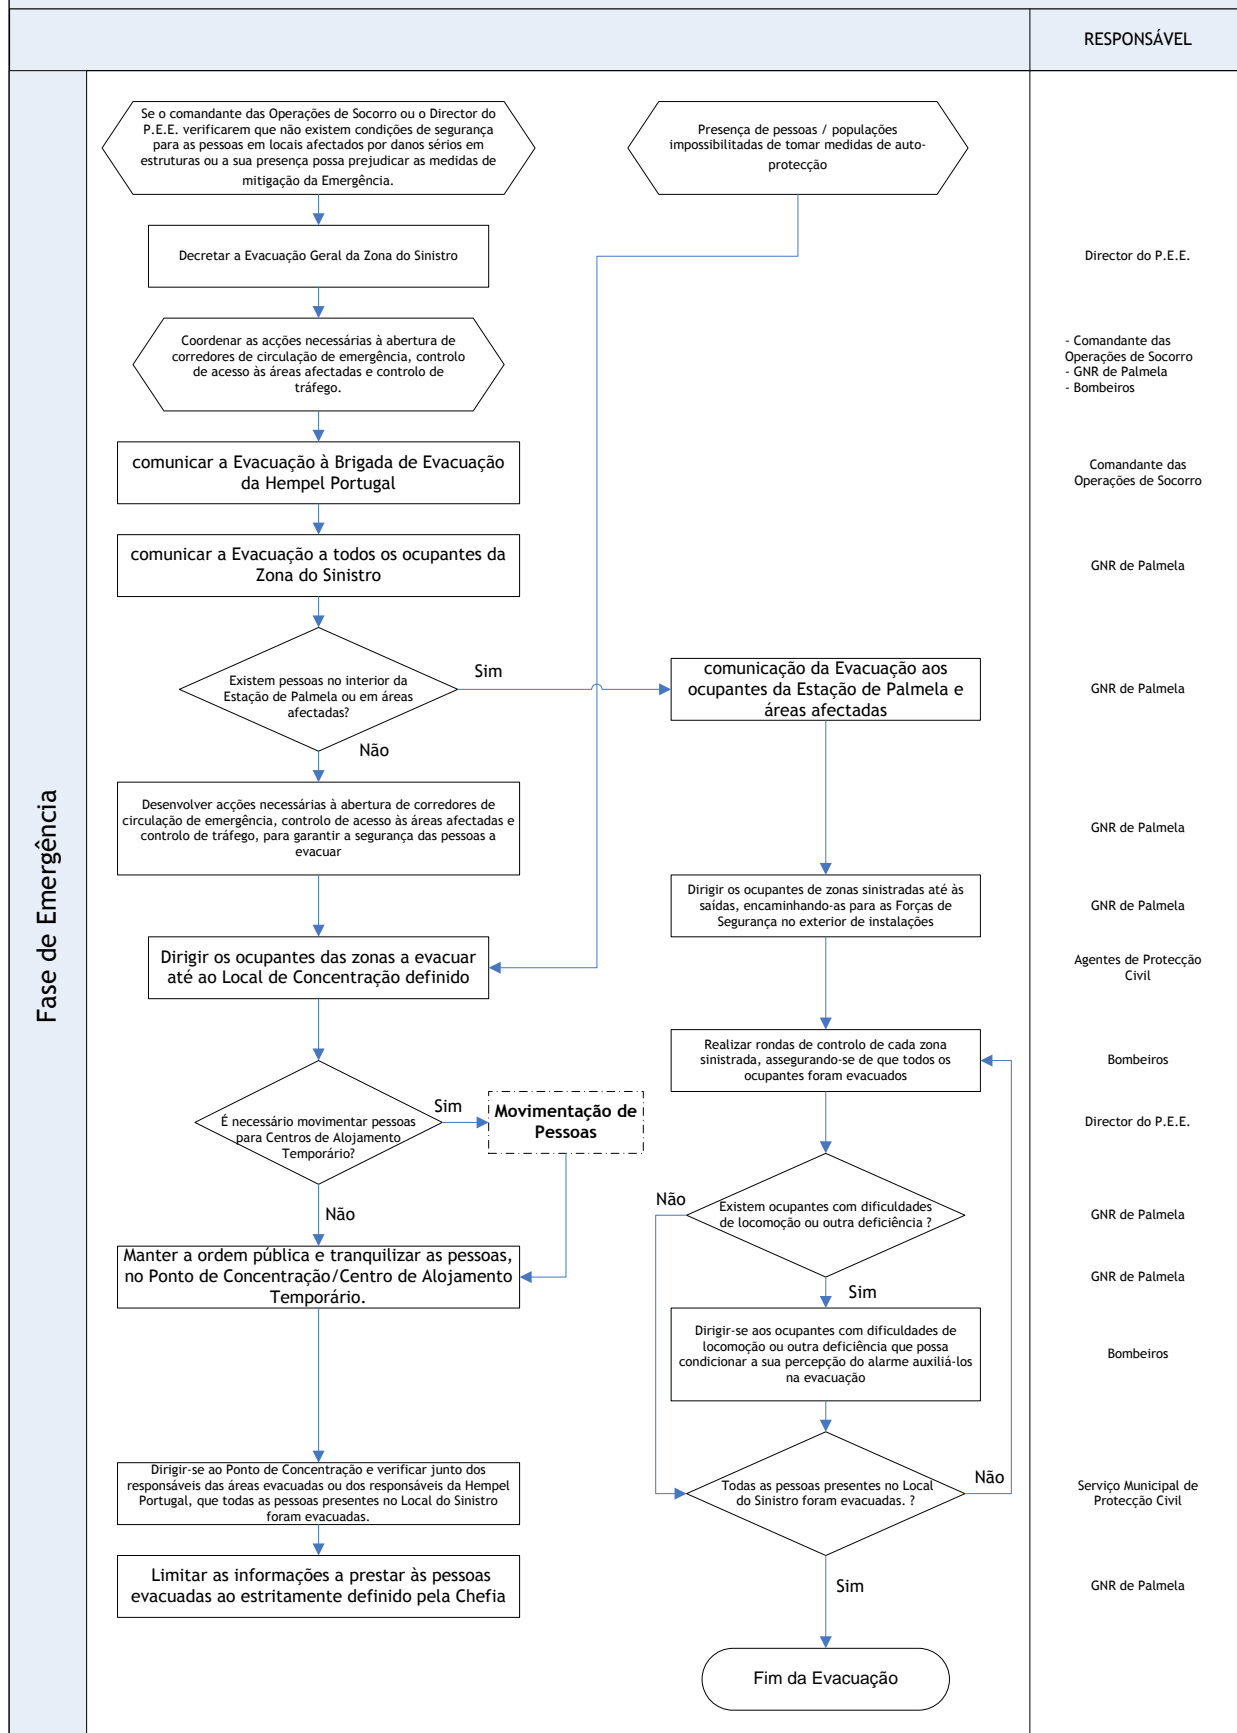 RESPONSÁVEL
Fase de Emergência
Se o comandante das Operações de Socorro ou o Director do
P.E.E. verificarem que não existem condições de segurança
para as pessoas em locais afectados por danos sérios em
estruturas ou a sua presença possa prejudicar as medidas de
mitigação da Emergência.
Presença de pessoas / populações
impossibilitadas de tomar medidas de auto-
protecção
Decretar a Evacuação Geral da Zona do Sinistro
Director do P.E.E.
Coordenar as acções necessárias à abertura de
corredores de circulação de emergência, controlo
de acesso às áreas afectadas e controlo de
tráfego.
- Comandante das
Operações de Socorro
- GNR de Palmela
- Bombeiros
comunicar a Evacuação à Brigada de Evacuação
da Hempel Portugal
Comandante das
Operações de Socorro
comunicar a Evacuação a todos os ocupantes da
Zona do Sinistro
GNR de Palmela
Existem pessoas no interior da
Estação de Palmela ou em áreas
afectadas?
Sim
Não
comunicação da Evacuação aos
ocupantes da Estação de Palmela e
áreas afectadas
GNR de Palmela
Desenvolver acções necessárias à abertura de corredores de
circulação de emergência, controlo de acesso às áreas afectadas e
controlo de tráfego, para garantir a segurança das pessoas a
evacuar
GNR de Palmela
Dirigir os ocupantes de zonas sinistradas até às
saídas, encaminhando-as para as Forças de
Segurança no exterior de instalações
GNR de Palmela
Dirigir os ocupantes das zonas a evacuar
até ao Local de Concentração definido
Agentes de Protecção
Civil
Realizar rondas de controlo de cada zona
sinistrada, assegurando-se de que todos os
ocupantes foram evacuados
Bombeiros
É necessário movimentar pessoas
para Centros de Alojamento
Temporário?
Sim
Não
Movimentação de
Pessoas
Director do P.E.E.
Existem ocupantes com dificuldades
de locomoção ou outra deficiência ?
Não
Sim
GNR de Palmela
Manter a ordem pública e tranquilizar as pessoas,
no Ponto de Concentração/Centro de Alojamento
Temporário.
GNR de Palmela
Dirigir-se aos ocupantes com dificuldades de
locomoção ou outra deficiência que possa
condicionar a sua percepção do alarme auxiliá-los
na evacuação
Bombeiros
Dirigir-se ao Ponto de Concentração e verificar junto dos
responsáveis das áreas evacuadas ou dos responsáveis da Hempel
Portugal, que todas as pessoas presentes no Local do Sinistro
foram evacuadas.
Todas as pessoas presentes no Local
do Sinistro foram evacuadas. ?
Não
Sim
Serviço Municipal de
Protecção Civil
Limitar as informações a prestar às pessoas
evacuadas ao estritamente definido pela Chefia
GNR de Palmela
Fim da Evacuação